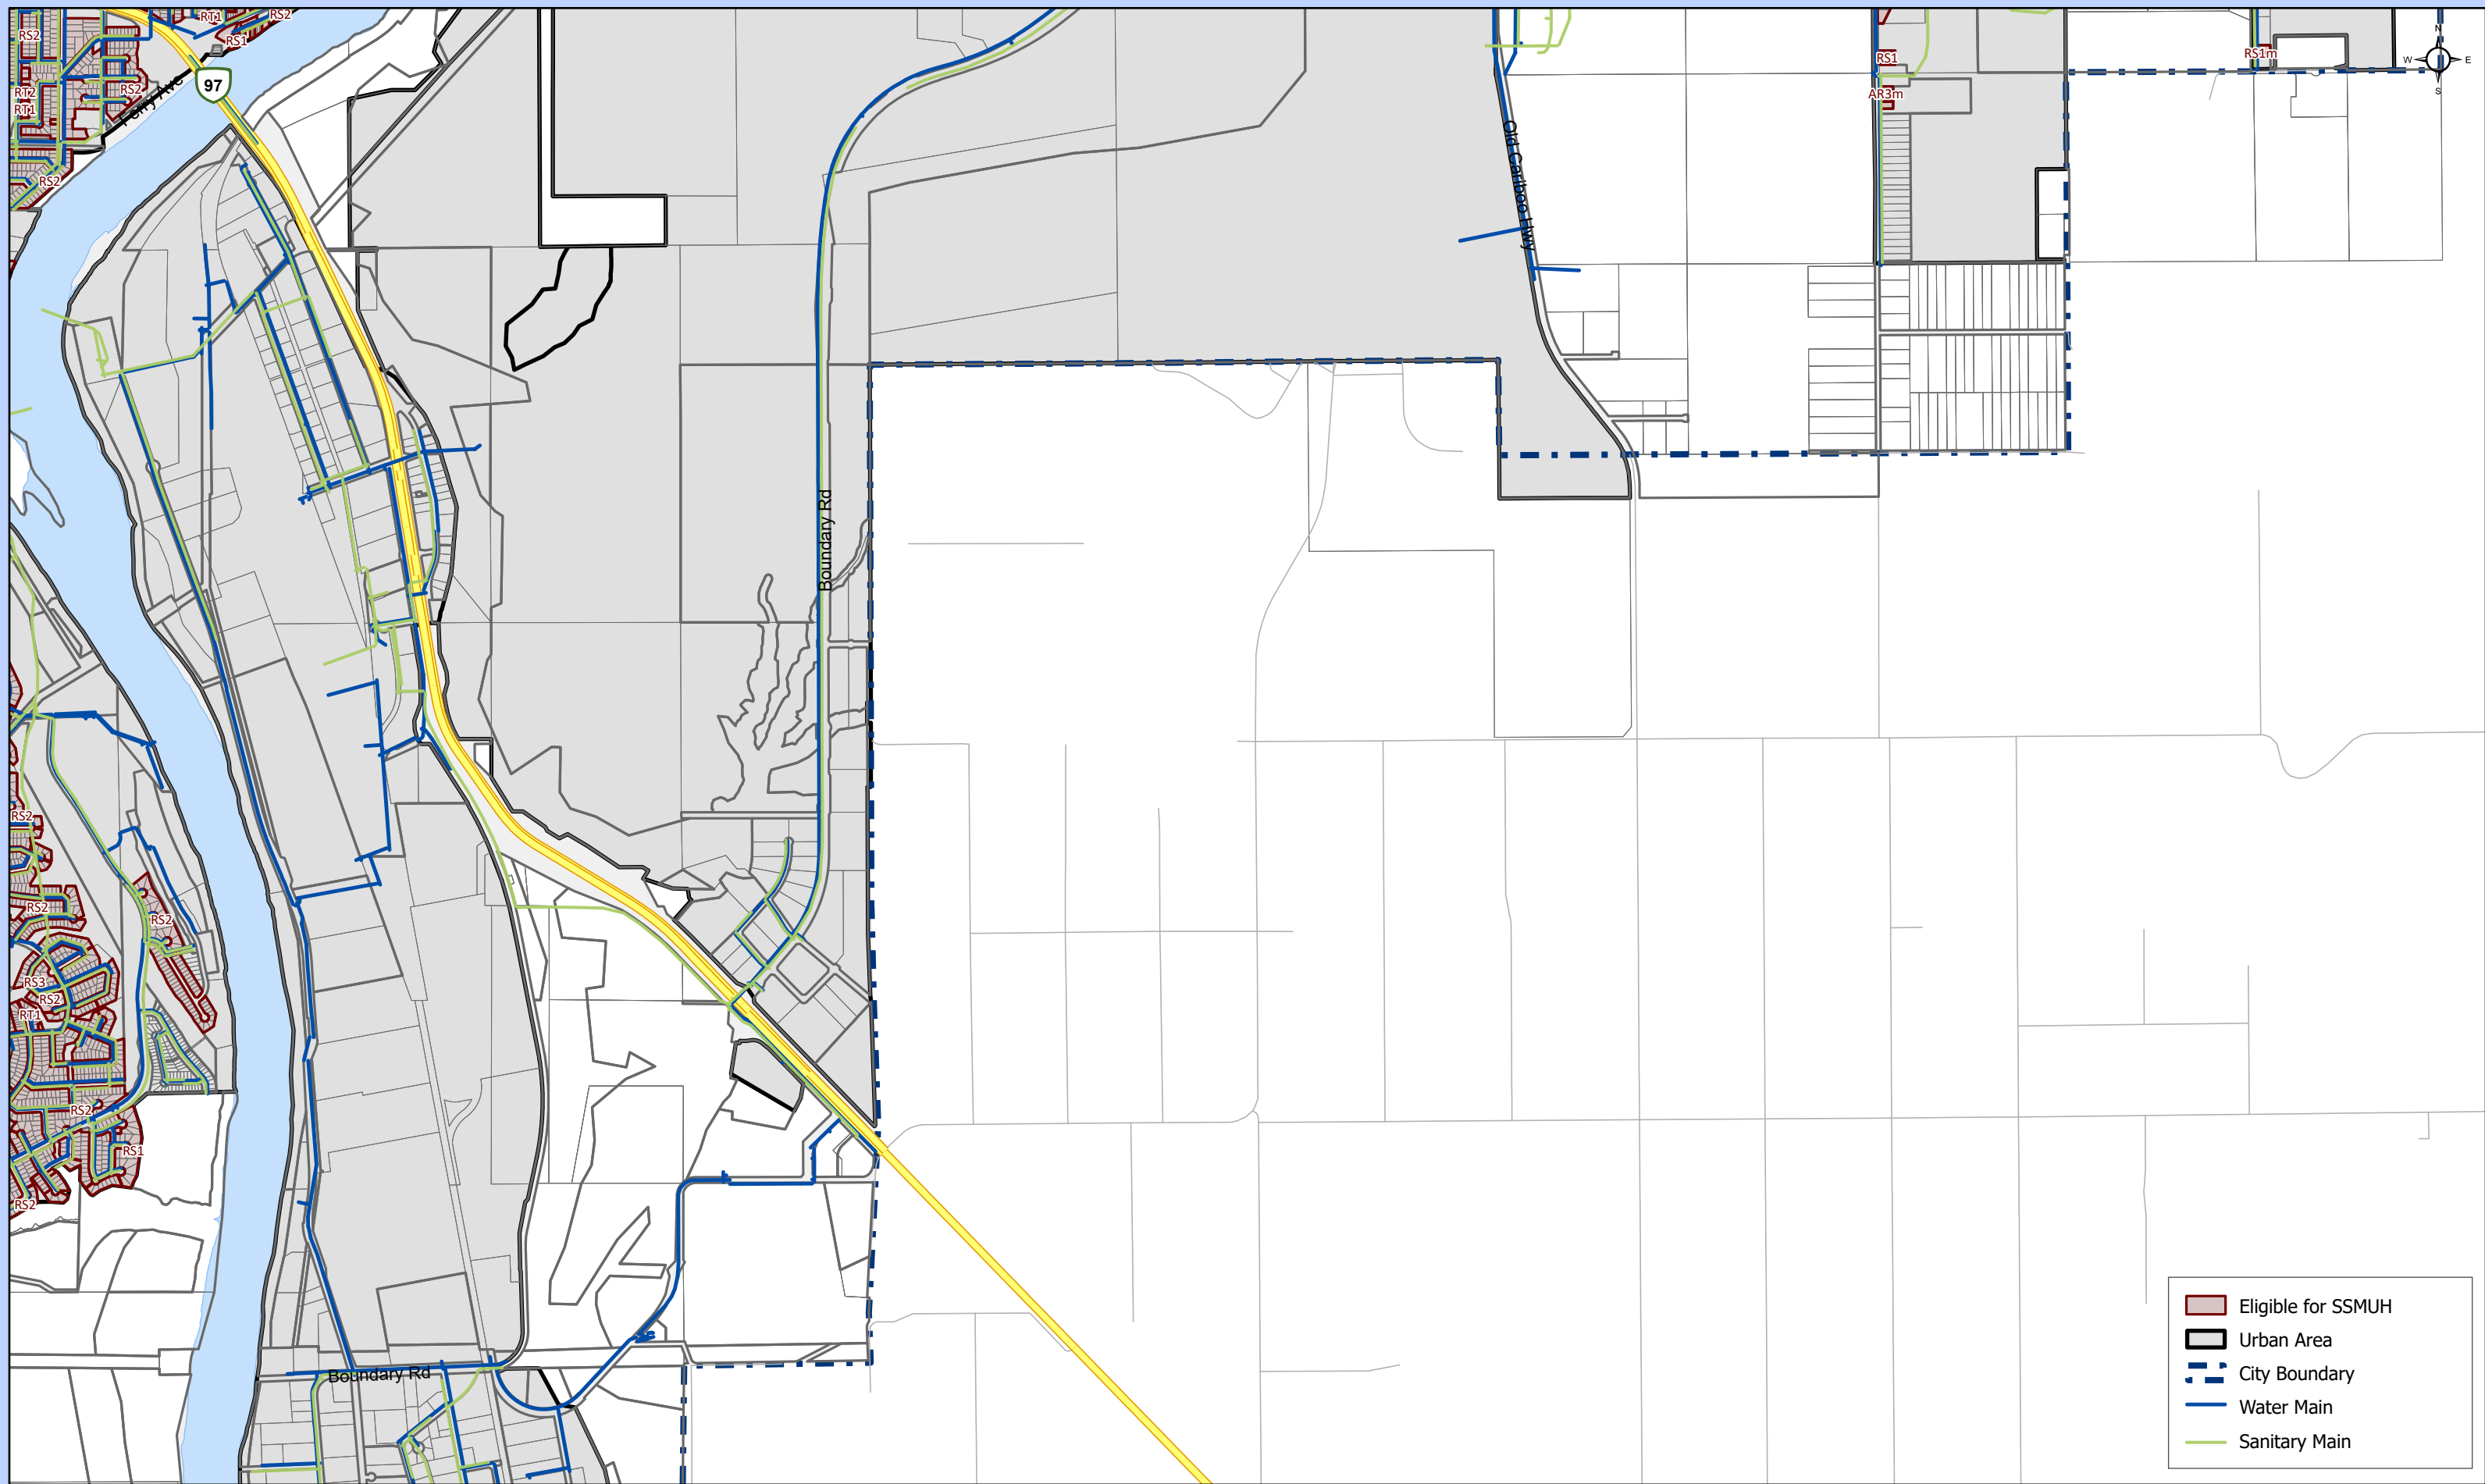 RS2
RT1
RS2
RS1
97
RS2
RT2
RT1
Ferry Ave
RS2
RS1
RS1m
N
W
E
S
AR3m
Old Cariboo Hwy
Boundary Rd
RS2
RS2
RS2
RS3
RS2
RT1
RS2
RS1
RS2
Boundary Rd
Eligible for SSMUH
Urban Area
City Boundary
Water Main
Sanitary Main